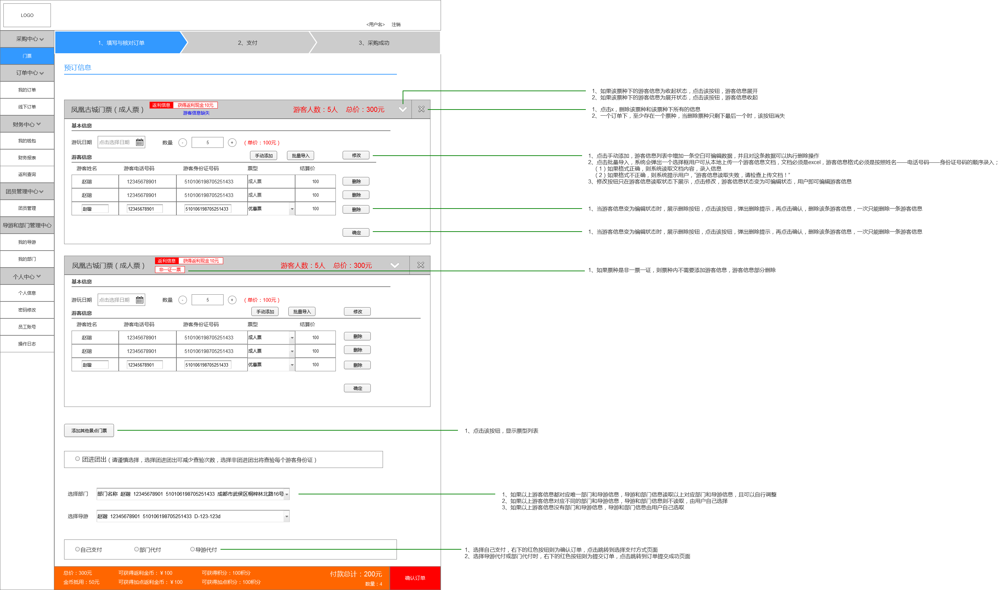 LOGO
<用户名> 注销
采购中心
门票
订单中心
我的订单
线下订单
财务中心
我的钱包
财务报表
返利查询
团员管理中心
团员管理
导游和部门管理中心
我的导游
我的部门
个人中心
个人信息
密码修改
员工账号
操作日志
1、填写与核对订单 2、支付 3、采购成功
预订信息
凤凰古城门票（成人票） 返利信息 获得返利现金10元 游客人数：5人 总价：300元
游客信息缺失
基本信息
游玩日期 点击选择日期 数量 - 5 + （单价：100元）
游客信息 手动添加 批量导入 修改
游客姓名 游客电话号码 游客身份证号码 票型 结算价
赵锴 12345678901 510106198705251433 成人票 100 删除
赵锴 12345678901 510106198705251433 成人票 100 删除
赵锴 12345678901 510106198705251433 优惠票 100 删除
确定
凤凰古城门票（成人票） 返利信息 获得返利现金10元 游客人数：5人 总价：300元
非一证一票
基本信息
游玩日期 点击选择日期 数量 - 5 + （单价：100元）
游客信息 手动添加 批量导入 修改
游客姓名 游客电话号码 游客身份证号码 票型 结算价
赵锴 12345678901 510106198705251433 成人票 100 删除
赵锴 12345678901 510106198705251433 成人票 100 删除
赵锴 12345678901 510106198705251433 优惠票 100 删除
确定
添加其他景点门票
团进团出（请谨慎选择，选择团进团出可减少查验次数，选择非团进团出将查验每个游客身份证）
选择部门 部门名称 赵锴 12345678901 510106198705251433 成都市武侯区桐梓林北路16号
选择导游 赵锴 12345678901 510106198705251433 D-123-123d
自己支付 部门代付 导游代付
总价：300元 可获得返利金币：￥100 可获得积分：100积分 付款总计：200元
金币抵用：50元 可获得加点返利金币：￥100 可获得加点积分：100积分 数量：4
确认订单
1、如果该票种下的游客信息为收起状态，点击该按钮，游客信息展开
2、如果该票种下的游客信息为展开状态，点击该按钮，游客信息收起
1、点击x，删除该票种和该票种下所有的信息
2、一个订单下，至少存在一个票种，当删除票种只剩下最后一个时，该按钮消失
1、点击手动添加，游客信息列表中增加一条空白可编辑数据，并且对这条数据可以执行删除操作
2、点击批量导入，系统会弹出一个选择框用户可从本地上传一个游客信息文档，文档必须是excel，游客信息格式必须是按照姓名——电话号码——身份证号码的顺序录入；
（1）如果格式正确，则系统读取文档内容，录入信息
（2）如果格式不正确，则系统提示用户，“游客信息读取失败，请检查上传文档！”
3、修改按钮只在游客信息读取状态下展示，点击修改，游客信息状态变为可编辑状态，用户即可编辑游客信息
1、当游客信息变为编辑状态时，展示删除按钮，点击该按钮，弹出删除提示，再点击确认，删除该条游客信息，一次只能删除一条游客信息
1、当游客信息变为编辑状态时，展示删除按钮，点击该按钮，弹出删除提示，再点击确认，删除该条游客信息，一次只能删除一条游客信息
1、如果票种是非一票一证，则票种内不需要添加游客信息，游客信息部分删除
1、点击该按钮，显示票型列表
1、如果以上游客信息都对应唯一部门和导游信息，导游和部门信息读取以上对应部门和导游信息，且可以自行调整
2、如果以上游客信息对应不同的部门和导游信息，导游和部门信息则不读取，由用户自己选择
3、如果以上游客信息没有部门和导游信息，导游和部门信息由用户自己选取
1、选择自己支付，右下的红色按钮则为确认订单，点击跳转到选择支付方式页面
2、选择导游代付或部门代付时，右下的红色按钮则为提交订单，点击跳转到订单提交成功页面